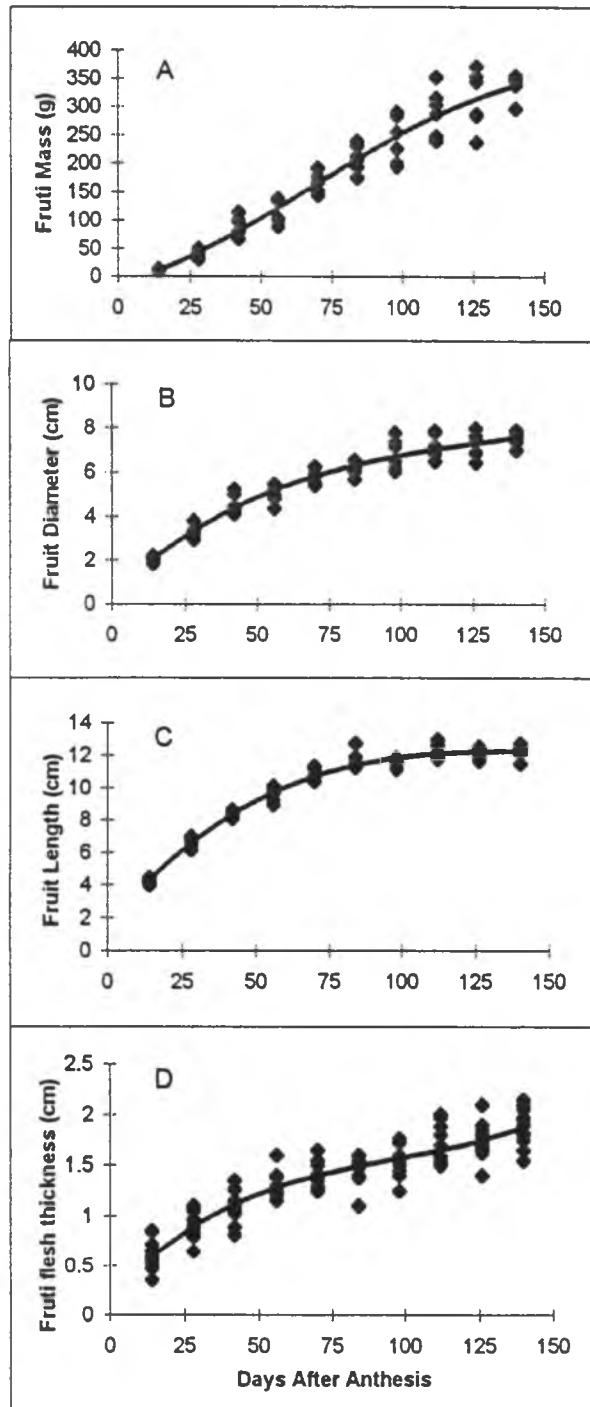 A
Fruti Mass (g)
400
350
300
250
200
150
100
50
0
0 25 50 75 100 125 150
B
Fruit Diameter (cm)
10
8
6
4
2
0
0 25 50 75 100 125 150
C
Fruit Length (cm)
14
12
10
8
6
4
2
0
0 25 50 75 100 125 150
D
Fruti flesh thickness (cm)
2.5
2
1.5
1
0.5
0
0 25 50 75 100 125 150
Days After Anthesis